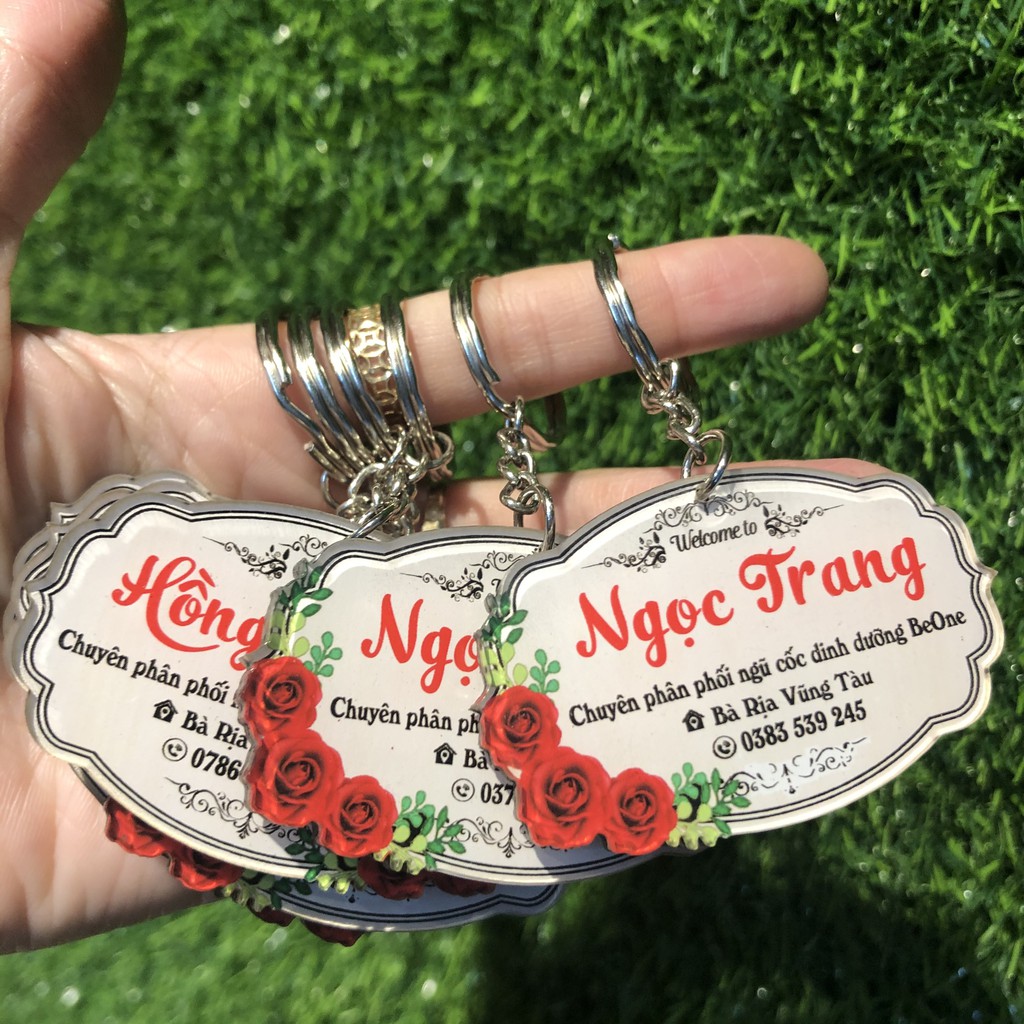 Hồng
Chuyên phân phối
Bà Rịa
0786
Ngọ
Chuyên phân ph
Bà
037
Welcome to
Ngọc Trang
Chuyên phân phối ngũ cốc dinh dưỡng BeOne
Bà Rịa Vũng Tàu
0383 539 245